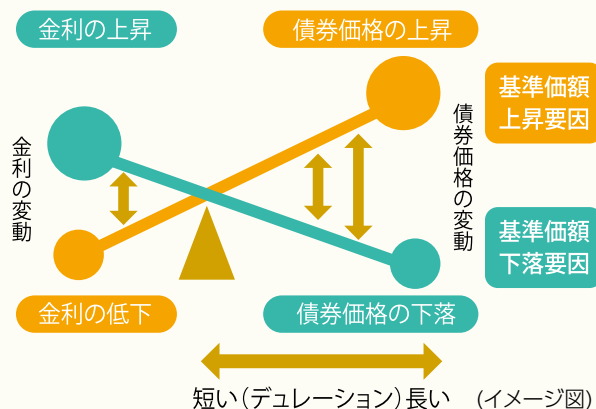 金利の上昇
債券価格の上昇
基準価額
上昇要因
金利の変動
債券価格の変動
基準価額
下落要因
金利の低下
債券価格の下落
短い(デュレーション)長い (イメージ図)